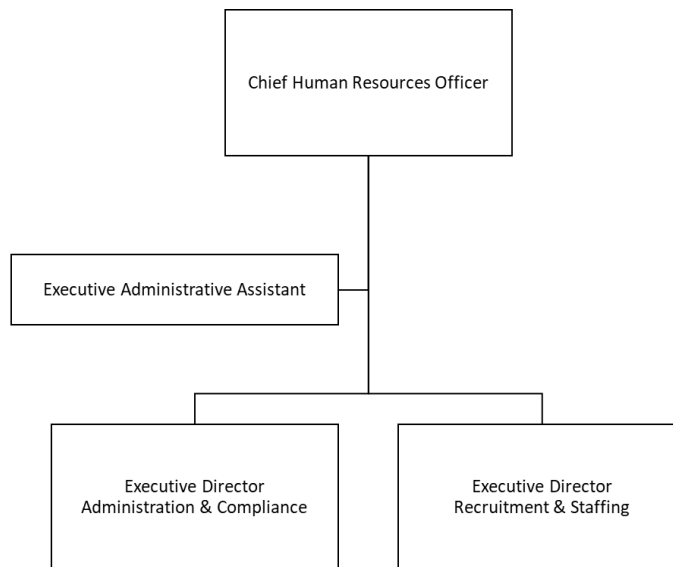 Chief Human Resources Officer
Executive Administrative Assistant
Executive Director
Administration & Compliance
Executive Director
Recruitment & Staffing